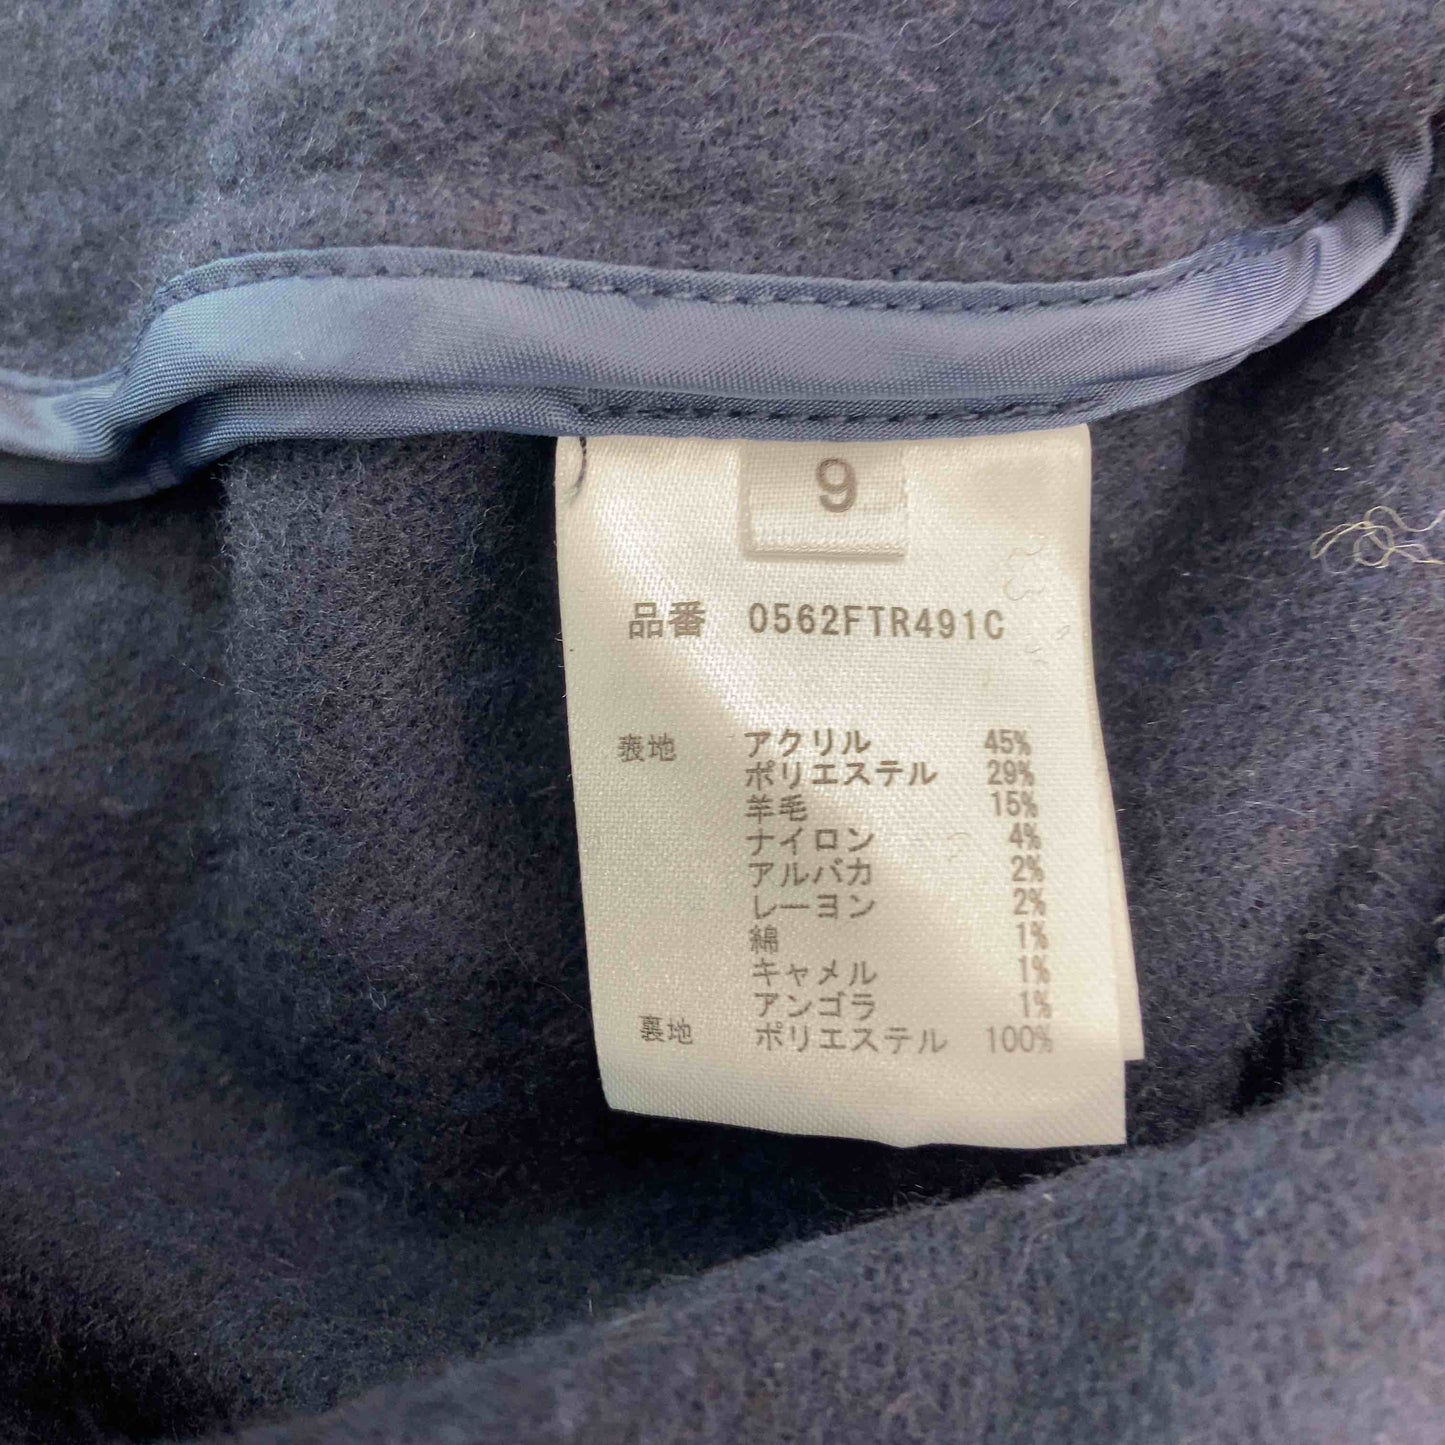 9
品番 0562FTR491C
表地 アクリル 45%
ポリエステル 29%
羊毛 15%
ナイロン 4%
アルパカ 2%
レーヨン 2%
綿 1%
キャメル 1%
アンゴラ 1%
裏地 ポリエステル 100%